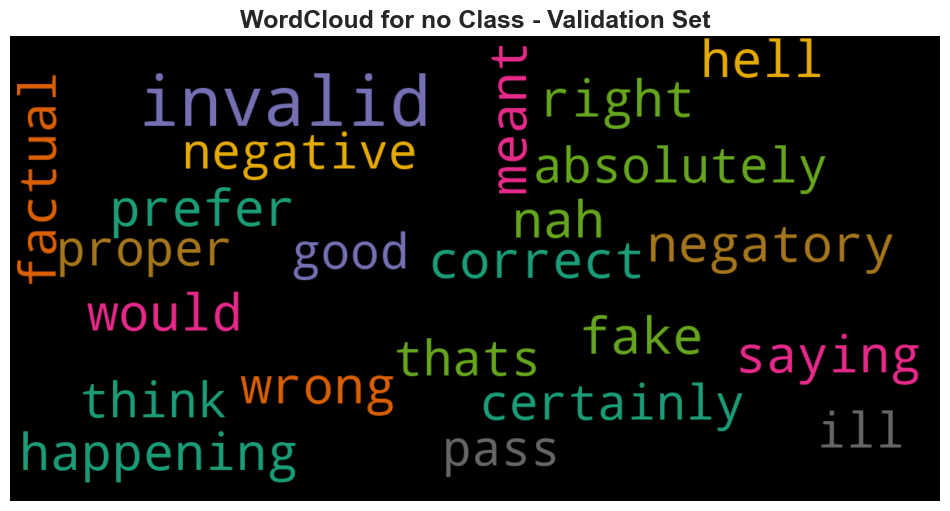 WordCloud for no Class - Validation Set
hell
invalid
meant
right
factual
negative
absolutely
prefer
nah
proper
good
correct
negatory
would
thats
fake
saying
think
wrong
certainly
happening
pass
ill